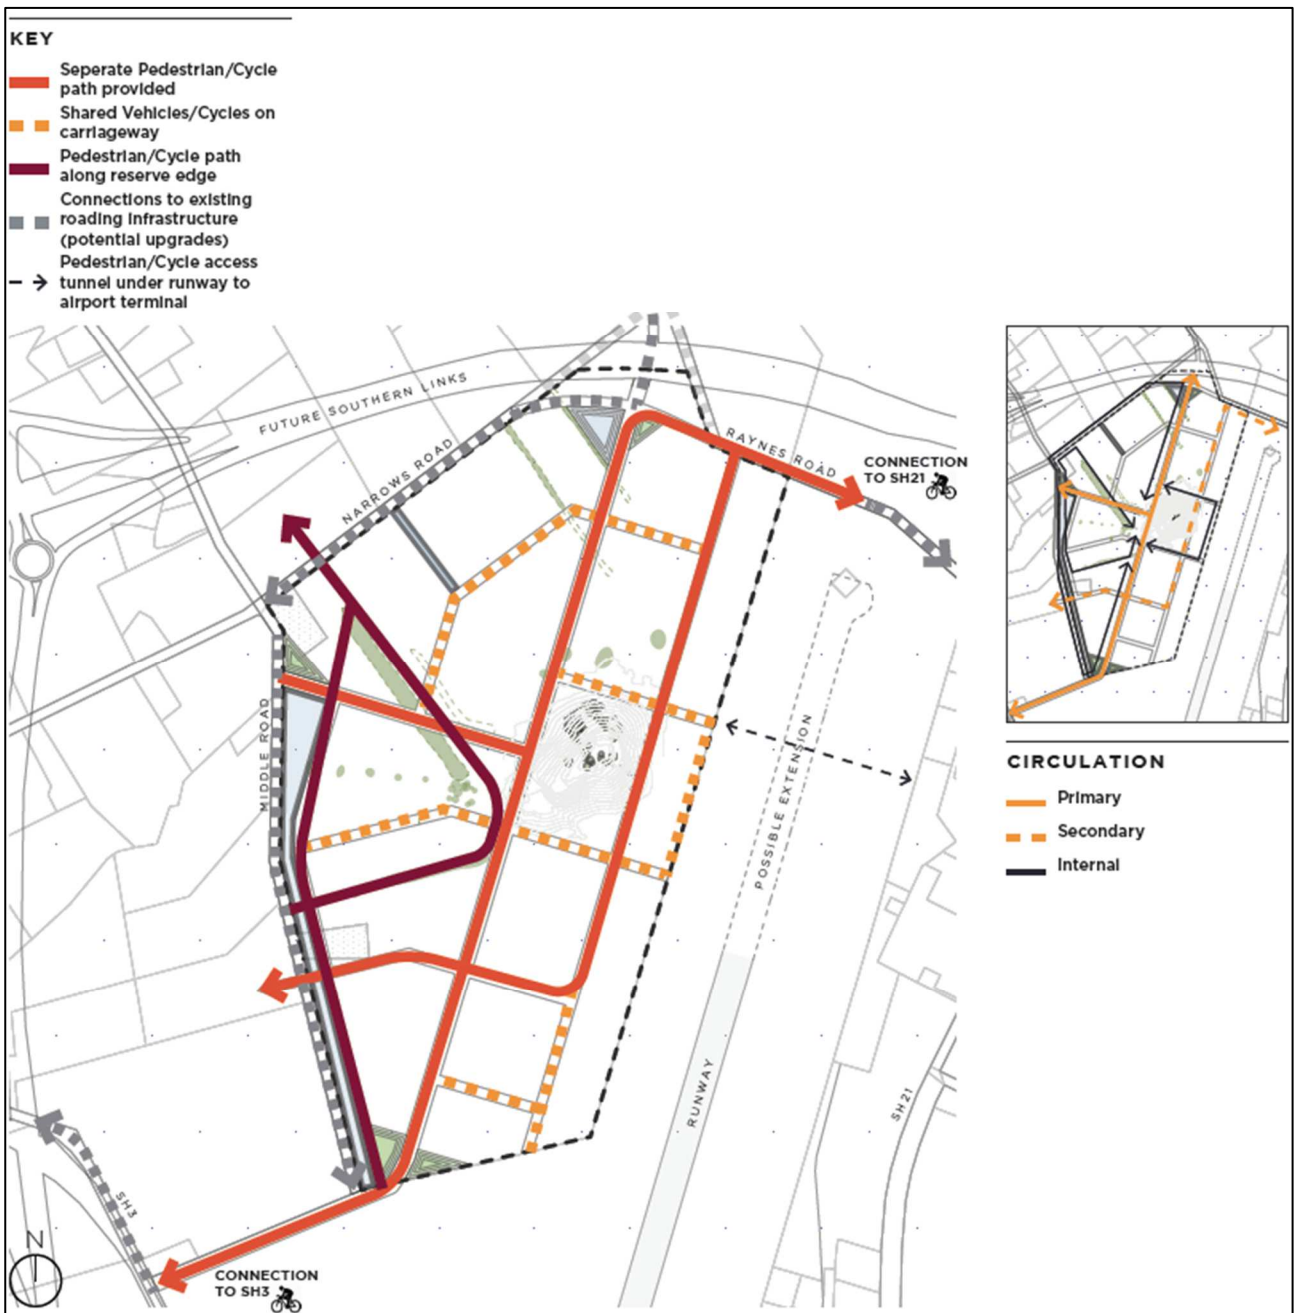 KEY
Seperate Pedestrian/Cycle
path provided
Shared Vehicles/Cycles on
carriageway
Pedestrian/Cycle path
along reserve edge
Connections to existing
roading infrastructure
(potential upgrades)
Pedestrian/Cycle access
tunnel under runway to
airport terminal
FUTURE SOUTHERN LINKS
NARROWS ROAD
RAYNES ROAD
CONNECTION
TO SH21
MIDDLE ROAD
POSSIBLE EXTENSION
RUNWAY
SH21
SH3
N
CONNECTION
TO SH3
CIRCULATION
Primary
Secondary
Internal